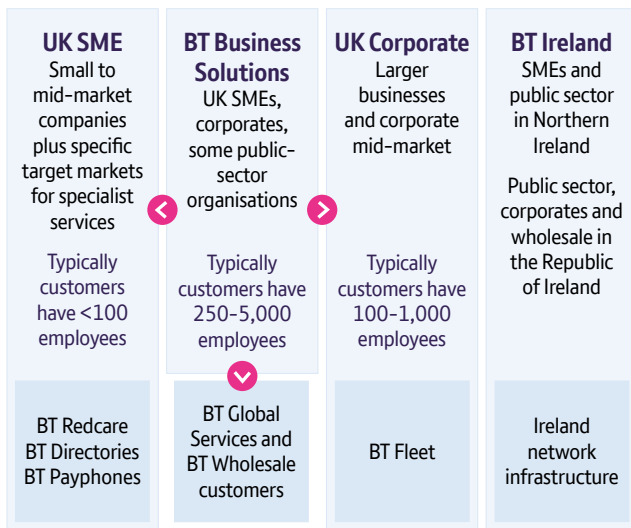 UK SME
Small to
mid-market
companies
plus specific
target markets
for specialist
services
Typically
customers
have <100
employees
BT Redcare
BT Directories
BT Payphones
BT Business
Solutions
UK SMEs,
corporates,
some public-
sector
organisations
Typically
customers have
250-5,000
employees
BT Global
Services and
BT Wholesale
customers
UK Corporate
Larger
businesses
and corporate
mid-market
Typically
customers have
100-1,000
employees
BT Fleet
BT Ireland
SMEs and
public sector
in Northern
Ireland
Public sector,
corporates and
wholesale in
the Republic
of Ireland
Ireland
network
infrastructure